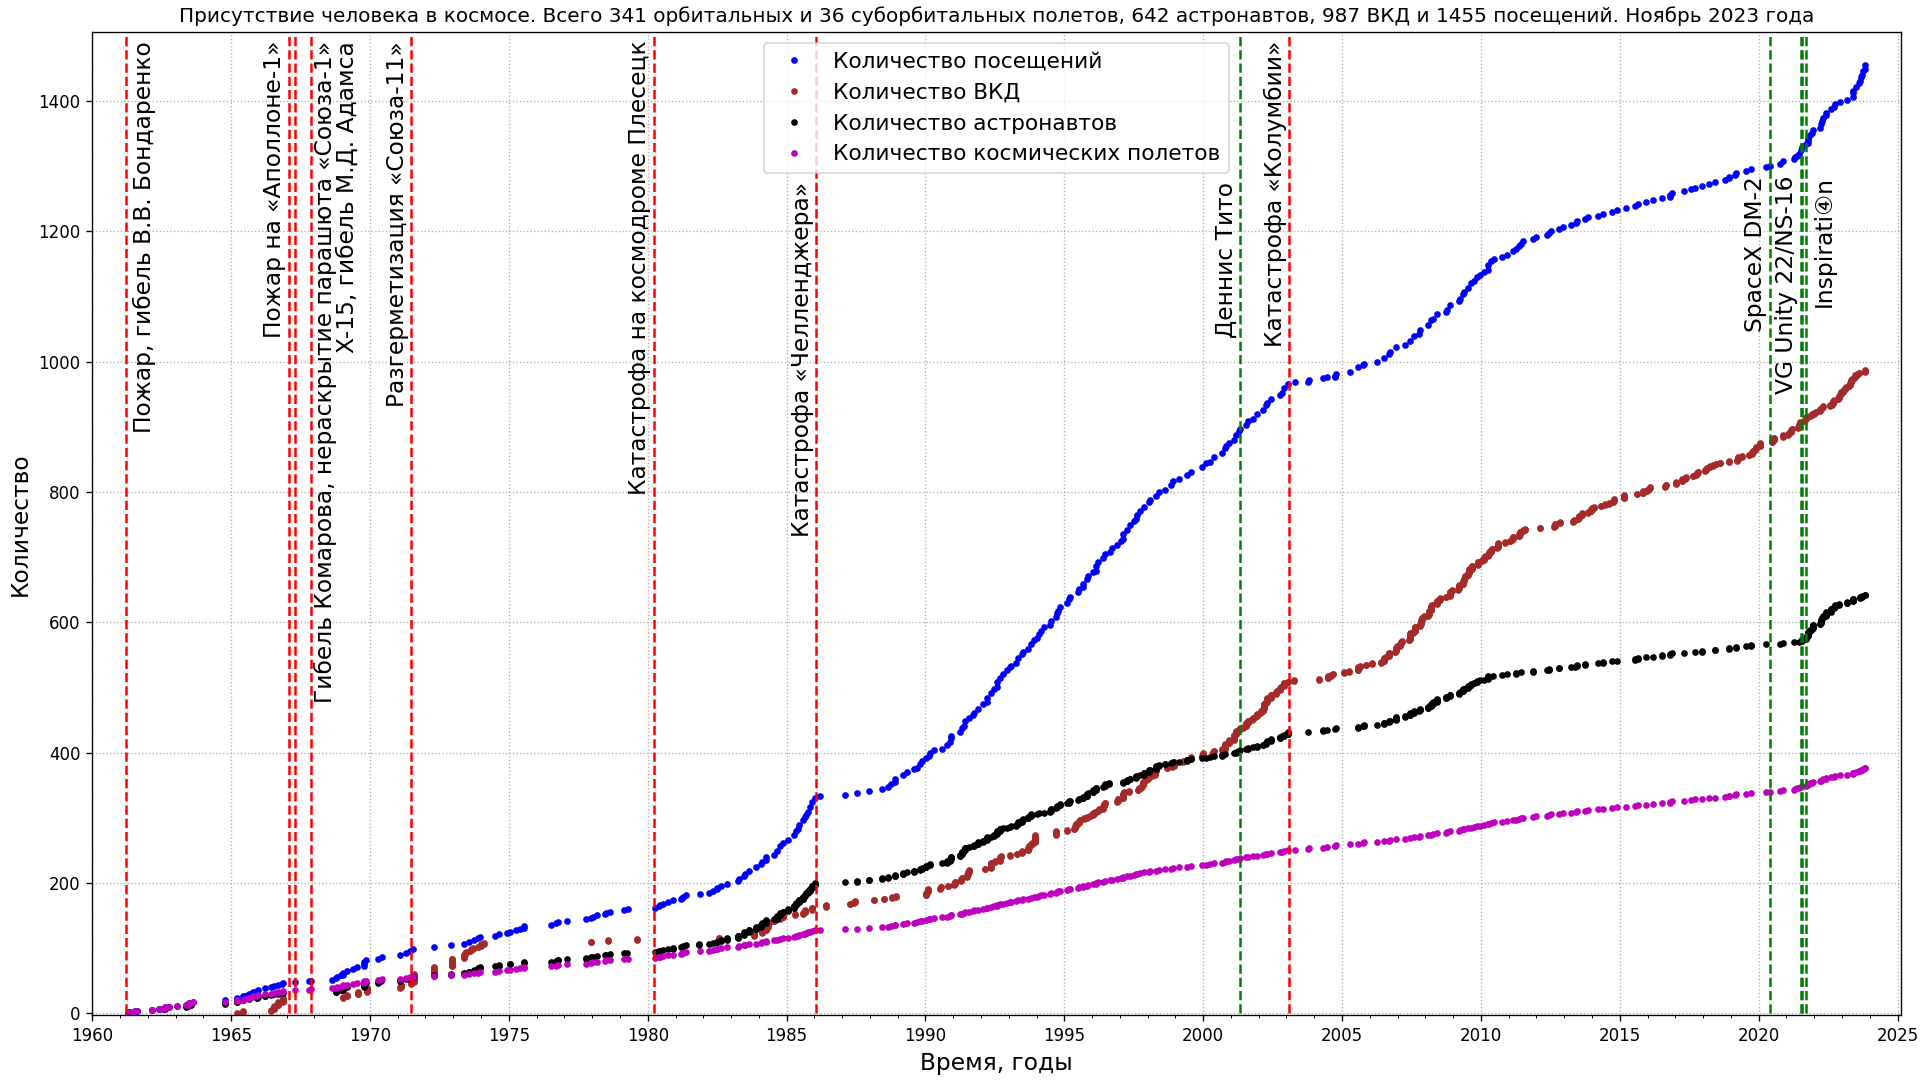 Присутствие человека в космосе. Всего 341 орбитальных и 36 суборбитальных полетов, 642 астронавтов, 987 ВКД и 1455 посещений. Ноябрь 2023 года
Количество посещений
Количество ВКД
Количество астронавтов
Количество космических полетов
Пожар, гибель В.В. Бондаренко
Пожар на «Аполлоне-1»
Гибель Комарова, нераскрытие парашюта «Союза-1»
X-15, гибель М.Д. Адамса
Разгерметизация «Союза-11»
Катастрофа на космодроме Плесецк
Катастрофа «Челленджера»
Деннис Тито
Катастрофа «Колумбии»
SpaceX DM-2
VG Unity 22/NS-16
Inspirati④n
Количество
1400
1200
1000
800
600
400
200
0
1960 1965 1970 1975 1980 1985 1990 1995 2000 2005 2010 2015 2020 2025
Время, годы